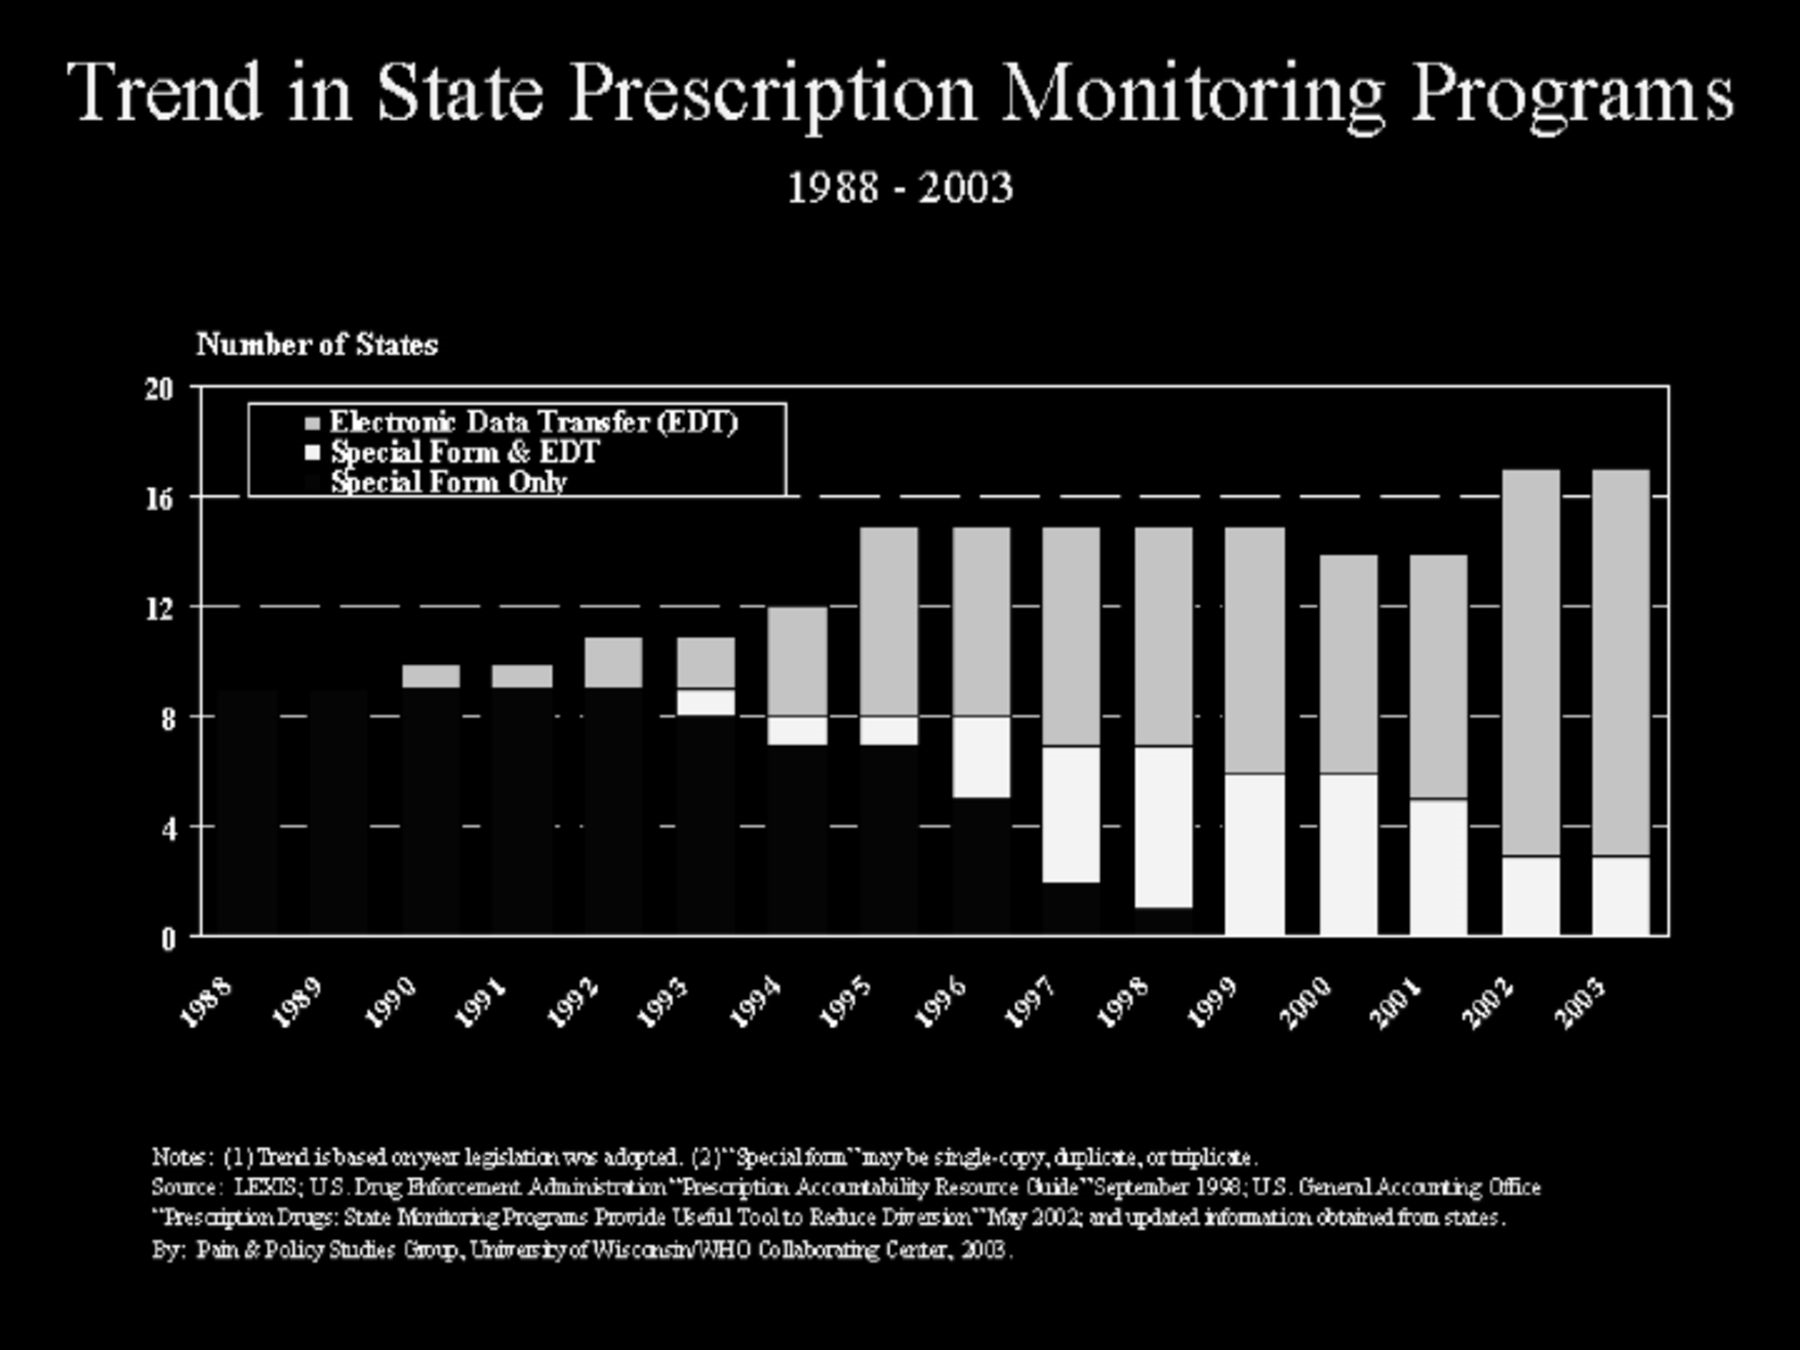 Trend in State Prescription Monitoring Programs
1988 - 2003
Number of States
20
Electronic Data Transfer (EDT)
Special Form & EDT
Special Form Only
16
12
8
4
0
1988 1989 1990 1991 1992 1993 1994 1995 1996 1997 1998 1999 2000 2001 2002 2003
Notes: (1) Trend is based on year legislation was adopted. (2) "Special form" may be single-copy, duplicate, or triplicate.
Source: LEXIS; U.S. Drug Enforcement Administration "Prescription Accountability Resource Guide" September 1998; U.S. General Accounting Office
"Prescription Drugs: State Monitoring Programs Provide Useful Tool to Reduce Diversion" May 2002; and updated information obtained from states.
By: Pain & Policy Studies Group, University of Wisconsin/WHO Collaborating Center, 2003.